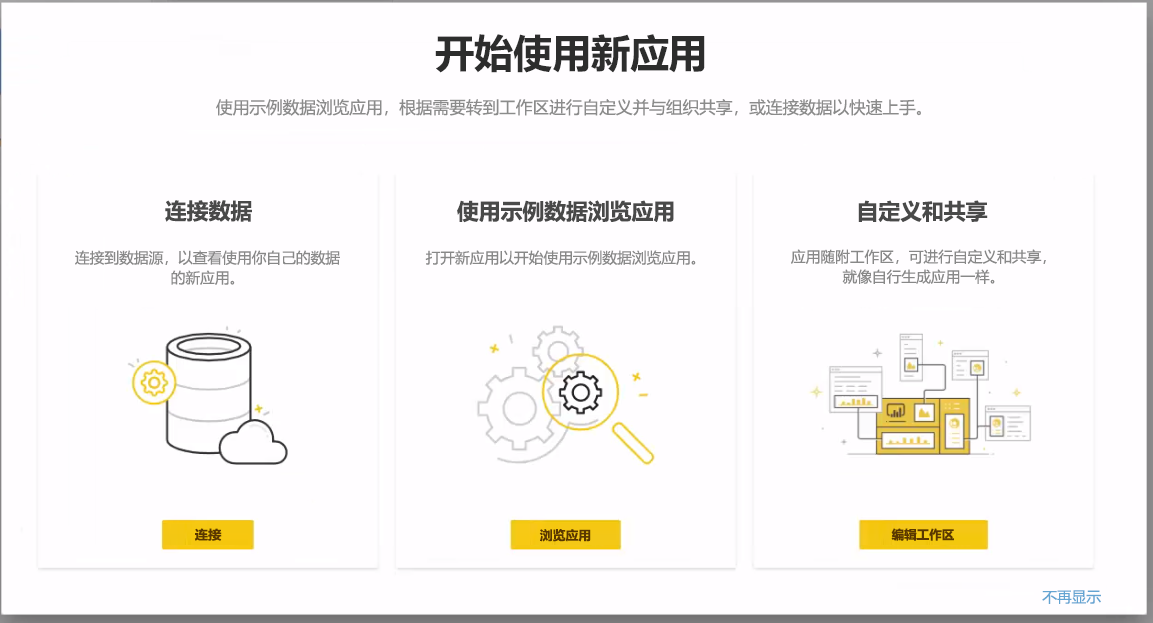 开始使用新应用
使用示例数据浏览应用，根据需要转到工作区进行自定义并与组织共享，或连接数据以快速上手。
连接数据
连接到数据源，以查看使用你自己的数据
的新应用。
连接
使用示例数据浏览应用
打开新应用以开始使用示例数据浏览应用。
浏览应用
自定义和共享
应用随附工作区，可进行自定义和共享，
就像自行生成应用一样。
编辑工作区
不再显示